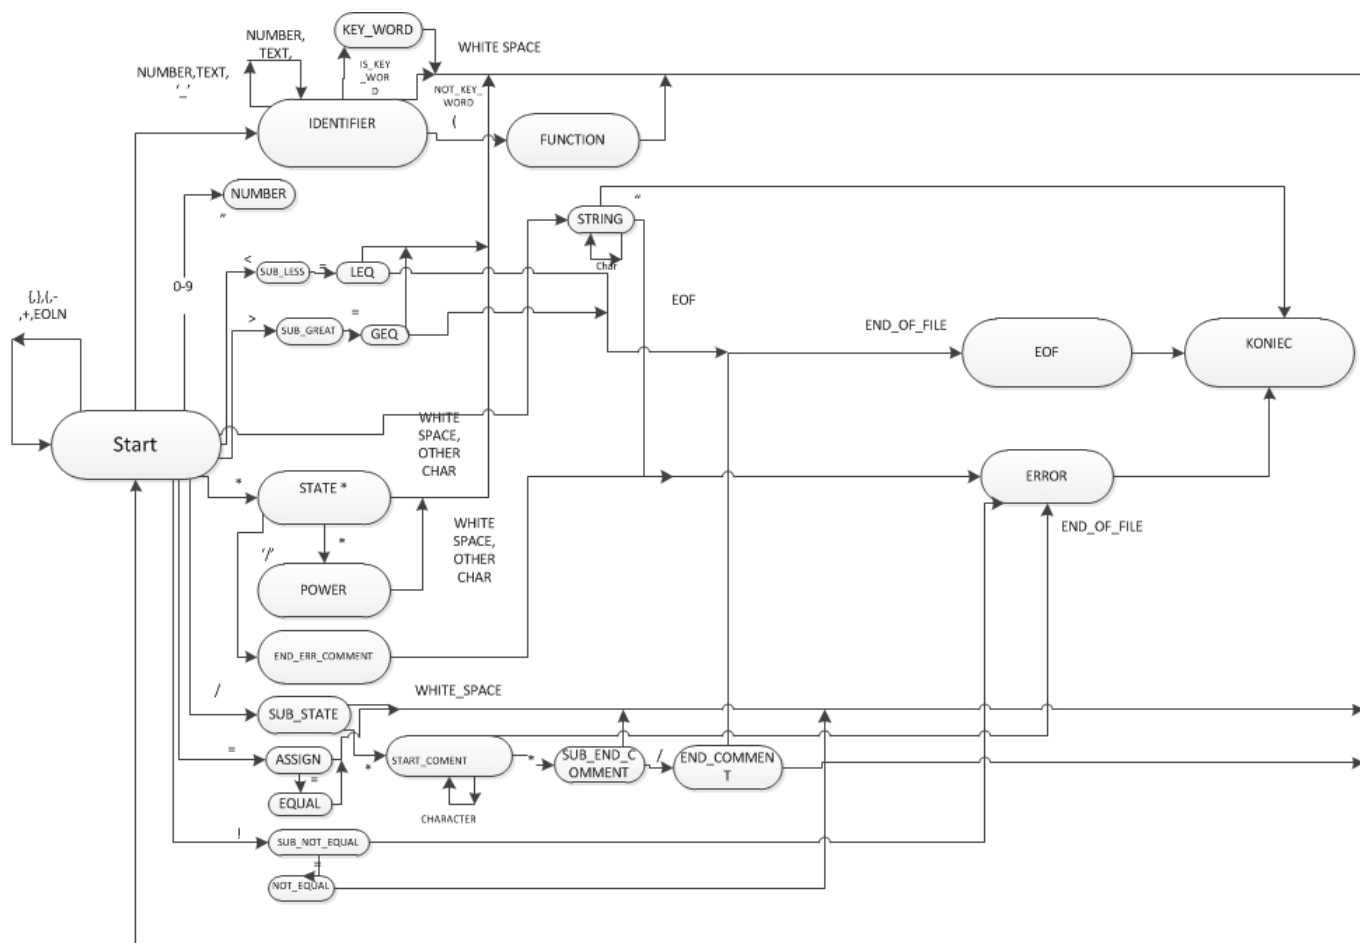 KEY_WORD
NUMBER,
TEXT,
WHITE SPACE
NUMBER,TEXT,
‘_’
IS_KEY
_WOR
D
NOT_KEY_
WORD
(
IDENTIFIER
FUNCTION
NUMBER
“
STRING
“
Char
<
SUB_LESS
=
LEQ
0-9
{,},(,-
,+,EOLN
>
SUB_GREAT
=
GEQ
EOF
END_OF_FILE
EOF
KONIEC
Start
WHITE
SPACE,
OTHER
CHAR
*
STATE *
ERROR
END_OF_FILE
*
‘/’
WHITE
SPACE,
OTHER
CHAR
POWER
END_ERR_COMMENT
/
SUB_STATE
WHITE_SPACE
=
ASSIGN
=
EQUAL
*
START_COMENT
CHARACTER
*
SUB_END_C
OMMENT
/
END_COMMEN
T
!
SUB_NOT_EQUAL
=
NOT_EQUAL